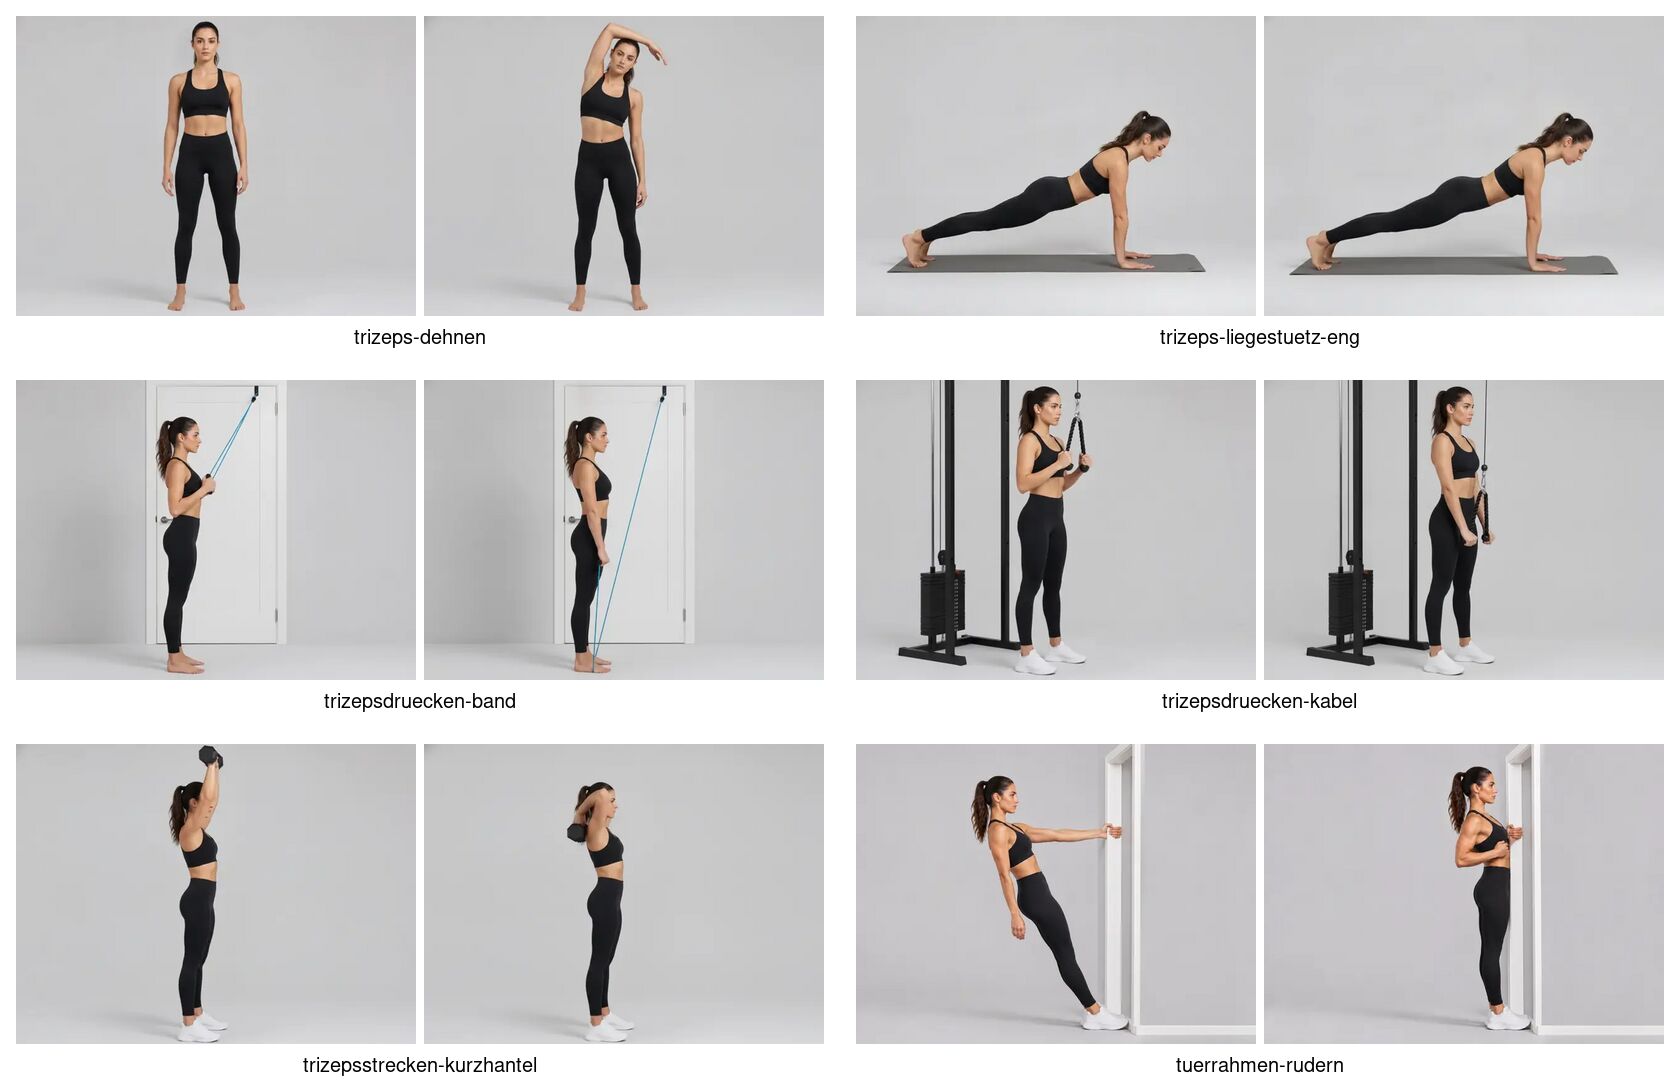 trizeps-dehnen
trizeps-liegestuetz-eng
trizepsdruecken-band
trizepsdruecken-kabel
trizepsstrecken-kurzhantel
tuerrahmen-rudern